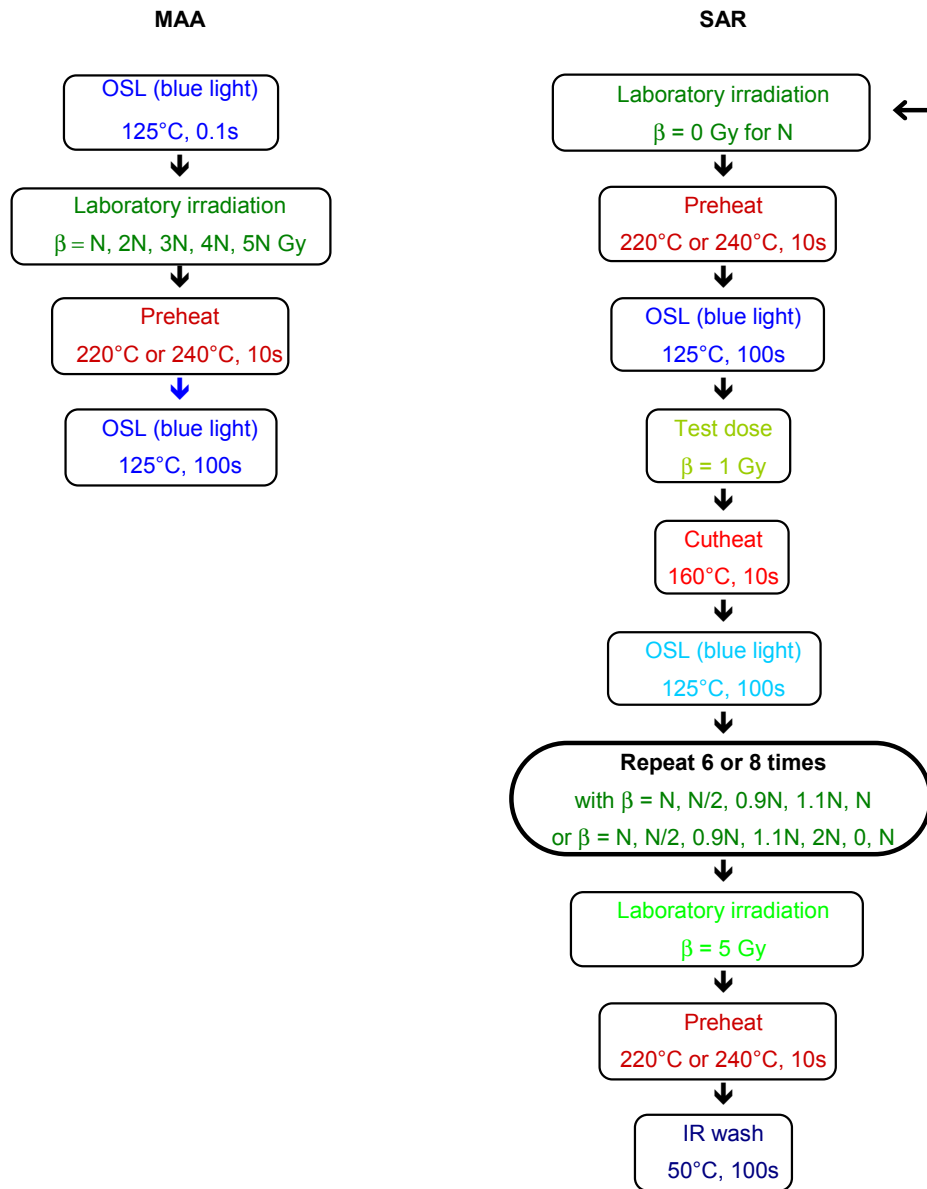 MAA
OSL (blue light)
125°C, 0.1s
Laboratory irradiation
β = N, 2N, 3N, 4N, 5N Gy
Preheat
220°C or 240°C, 10s
OSL (blue light)
125°C, 100s
SAR
Laboratory irradiation
β = 0 Gy for N
Preheat
220°C or 240°C, 10s
OSL (blue light)
125°C, 100s
Test dose
β = 1 Gy
Cutheat
160°C, 10s
OSL (blue light)
125°C, 100s
Repeat 6 or 8 times
with β = N, N/2, 0.9N, 1.1N, N
or β = N, N/2, 0.9N, 1.1N, 2N, 0, N
Laboratory irradiation
β = 5 Gy
Preheat
220°C or 240°C, 10s
IR wash
50°C, 100s